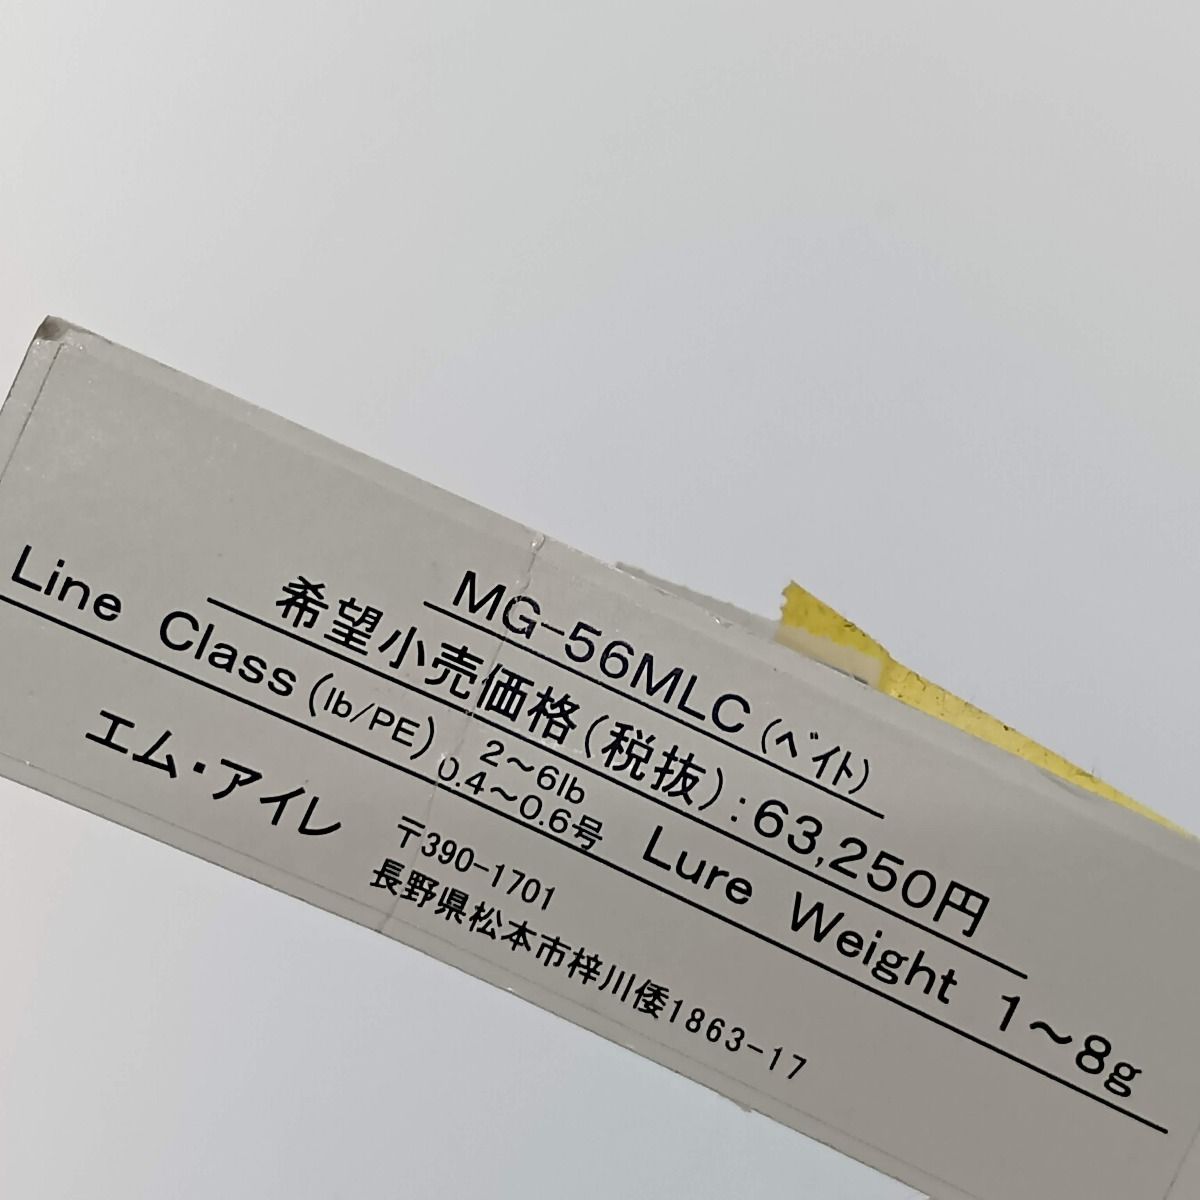 MG-56MLC(ﾍﾞｲﾄ)
希望小売価格(税抜):63,250円
Line Class(lb/PE) 2~6lb 0.4~0.6号 Lure Weight 1~8g
エム・アイレ 〒390-1701
長野県松本市梓川倭1863-17